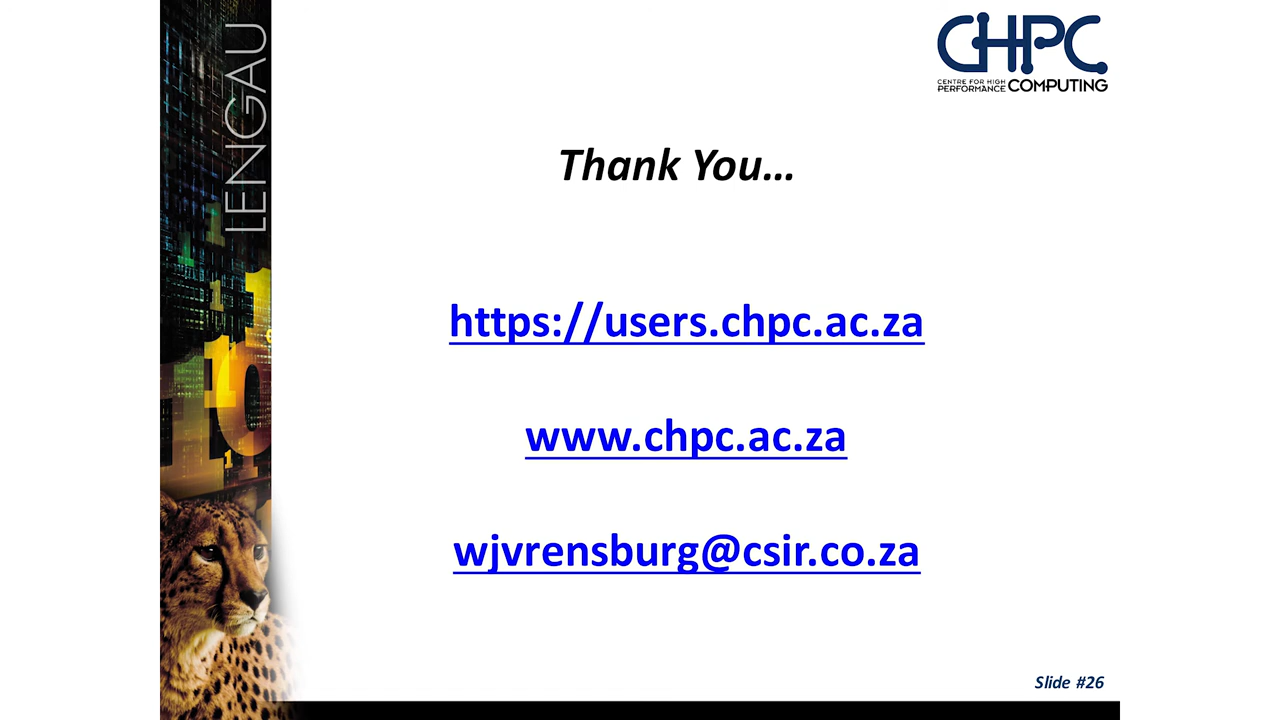 LENGAU
CHPC
CENTRE FOR HIGH
PERFORMANCE COMPUTING
Thank You...
https://users.chpc.ac.za
www.chpc.ac.za
wjvrensburg@csir.co.za
Slide #26